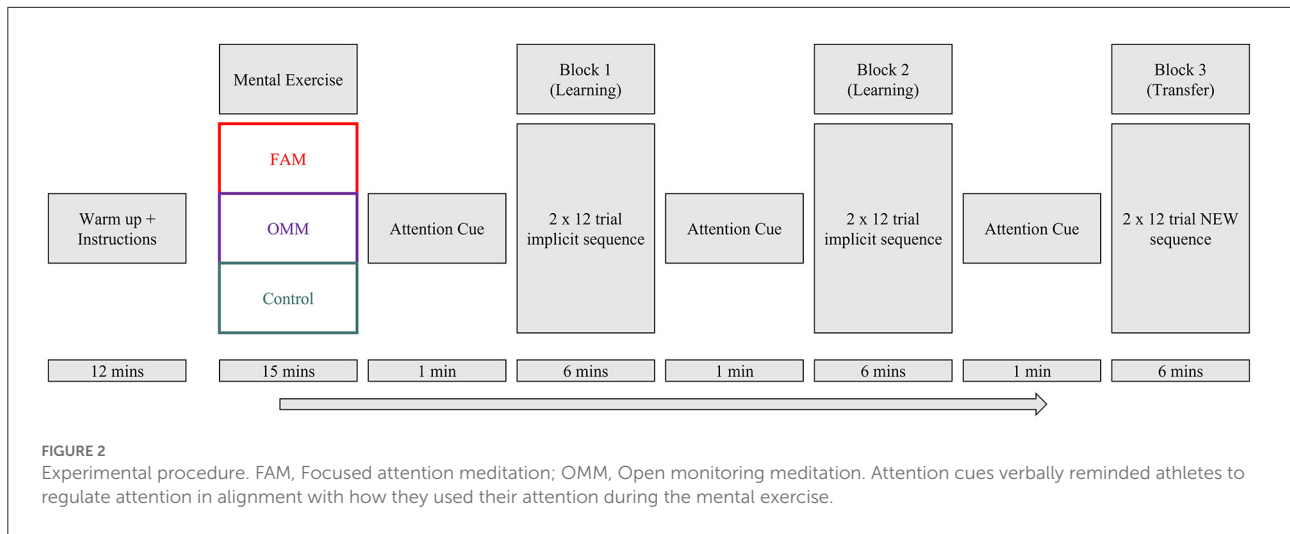 Mental Exercise
Block 1
(Learning)
Block 2
(Learning)
Block 3
(Transfer)
FAM
OMM
Control
Warm up +
Instructions
Attention Cue
2 x 12 trial
implicit sequence
Attention Cue
2 x 12 trial
implicit sequence
Attention Cue
2 x 12 trial NEW
sequence
12 mins
15 mins
1 min
6 mins
1 min
6 mins
1 min
6 mins
FIGURE 2
Experimental procedure. FAM, Focused attention meditation; OMM, Open monitoring meditation. Attention cues verbally reminded athletes to
regulate attention in alignment with how they used their attention during the mental exercise.